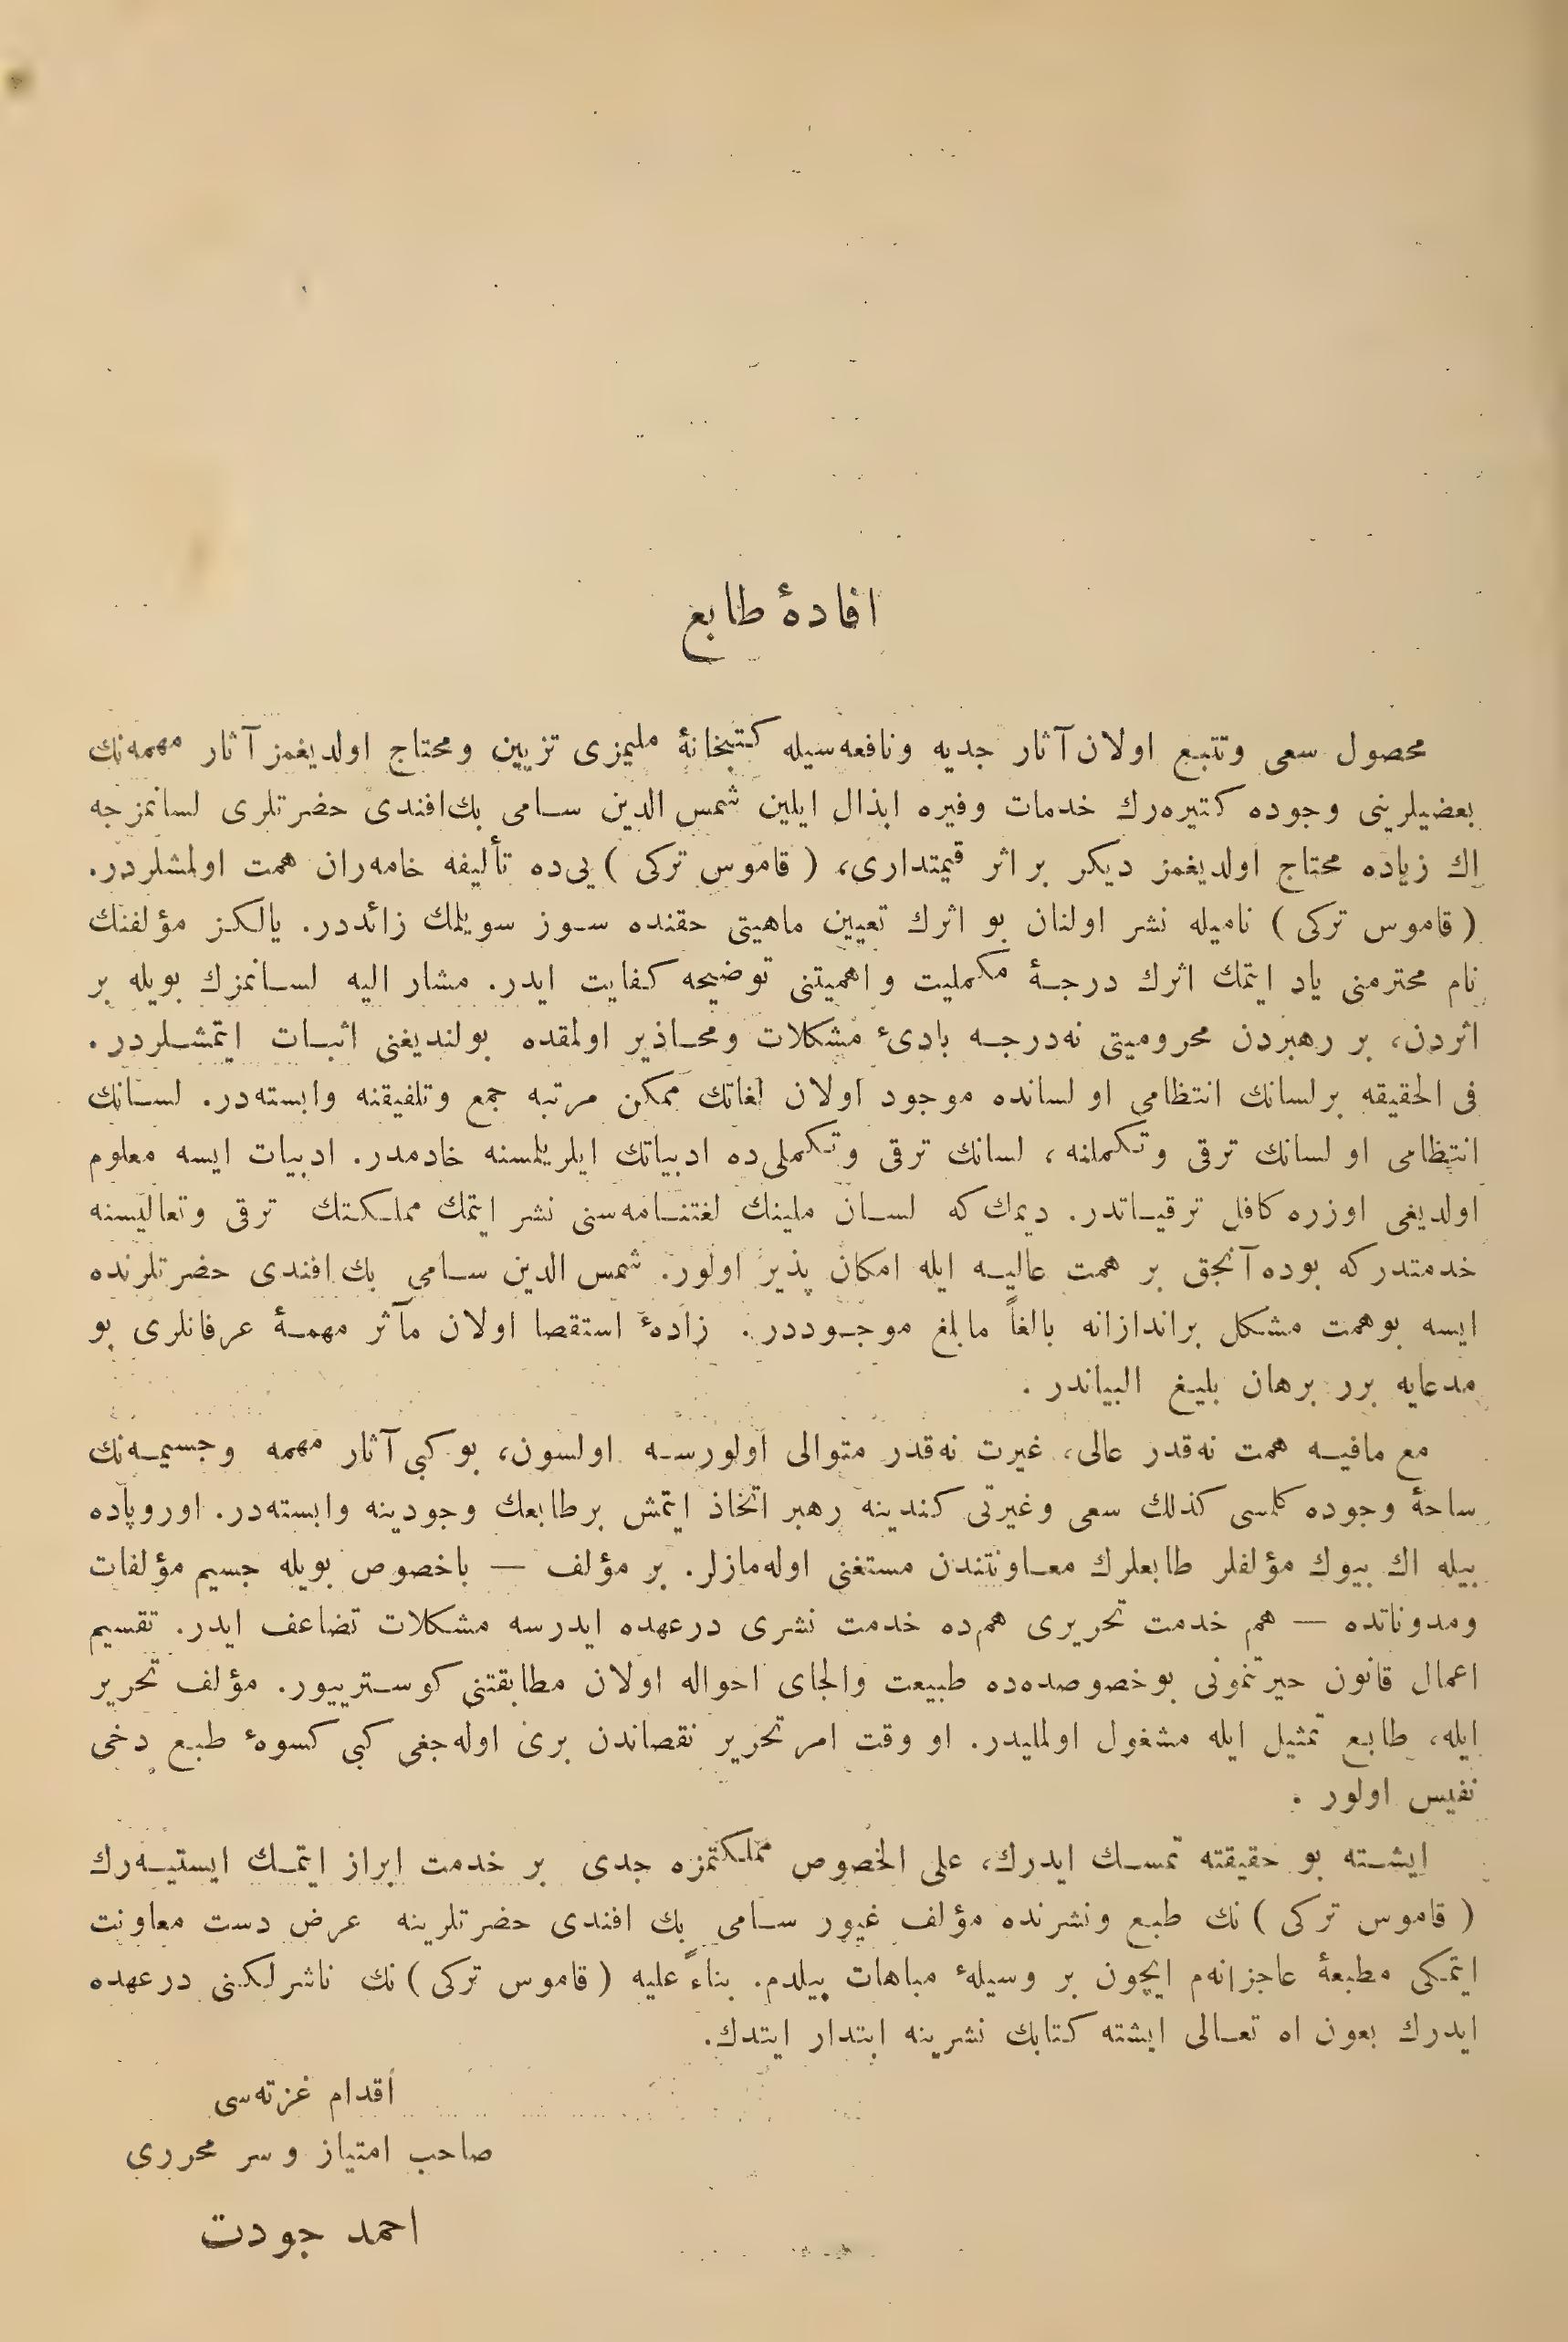 افادهٔ طابع
محصول سعی وتتبع اولان آثار جدیه ونافعه‌سیله کتبخانهٔ ملیمزی تزیین ومحتاج اولدیغمز آثار مهمه‌نك
بعضیلرینی وجوده کتیره‌رك خدمات وفیره ابذال ایلین شمس الدین سامی بك‌افندی حضرتلری لسانمزجه
اك زیاده محتاج اولدیغمز دیکر بر اثر قیمتداری، ( قاموس ترکی ) یی‌ده تألیفه خامه‌ران همت اولمشلردر.
( قاموس ترکی ) نامیله نشر اولنان بو اثرك تعیین ماهیتی حقنده سوز سویلمك زائددر. یالکز مؤلفنك
نام محترمنی یاد ایتمك اثرك درجهٔ مکملیت و اهمیتنی توضیحه کفایت ایدر. مشار الیه لسانمزك بویله بر
اثردن، بر رهبردن محرومیتی نه‌درجه بادیٔ مشکلات ومحاذیر اولمقده بولندیغنی اثبات ایتمشلردر.
فی الحقیقه برلسانك انتظامی او لسانده موجود اولان لغاتك ممکن مرتبه جمع وتلفیقنه وابسته‌در. لسانك
انتظامی او لسانك ترقی وتکملنه، لسانك ترقی وتکملی‌ده ادبیاتك ایلریلمسنه خادمدر. ادبیات ایسه معلوم
اولدیغی اوزره کافل ترقیاتدر. دیمك‌که لسان ملینك لغتنامه‌سنی نشر ایتمك مملکتك ترقی وتعالیسنه
خدمتدرکه بوده آنجق بر همت عالیه ایله امکان پذیر اولور. شمس الدین سامی بك افندی حضرتلرنده
ایسه بوهمت مشکل براندازانه بالغاً مابلغ موجوددر. زادهٔ استقصا اولان مآثر مهمهٔ عرفانلری بو
مدعایه برر برهان بلیغ البیاندر.
مع مافیه همت نه‌قدر عالی، غیرت نه‌قدر متوالی اولورسه اولسون، بوکبی آثار مهمه وجسیمه‌نك
ساحهٔ وجوده کلسی کذلك سعی وغیرتی کندینه رهبر اتخاذ ایتمش برطابعك وجودینه وابسته‌در. اوروپاده
بیله اك بیوك مؤلفلر طابعلرك معاونتندن مستغنی اوله‌مازلر. بر مؤلف — باخصوص بویله جسیم مؤلفات
ومدوناتده — هم خدمت تحریری هم‌ده خدمت نشری درعهده ایدرسه مشکلات تضاعف ایدر. تقسیم
اعمال قانون حیرتنمونی بوخصوصده‌ده طبیعت والجای احواله اولان مطابقتنی کوسترییور. مؤلف تحریر
ایله، طابع تمثیل ایله مشغول اولملیدر. او وقت امر تحریر نقصاندن بری اوله‌جغی کبی کسوهٔ طبع دخی
نفیس اولور.
ایشته بو حقیقته تمسك ایدرك، علی الخصوص مملکتمزه جدی بر خدمت ابراز ایتمك ایستیه‌رك
( قاموس ترکی ) نك طبع ونشرنده مؤلف غیور سامی بك افندی حضرتلرینه عرض دست معاونت
ایتمکی مطبعهٔ عاجزانه‌م ایچون بر وسیلهٔ مباهات بیلدم. بناءً علیه (قاموس ترکی) نك ناشرلکنی درعهده
ایدرك بعون اه تعالی ایشته کتابك نشرینه ابتدار ایتدك.
اقدام غزته‌سی
صاحب امتیاز و سر محرری
احمد جودت